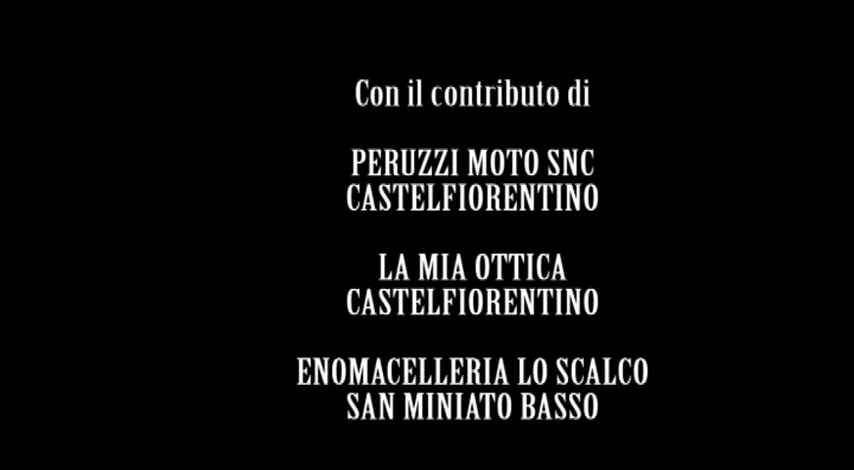 Con il contributo di
PERUZZI MOTO SNC
CASTELFIORENTINO
LA MIA OTTICA
CASTELFIORENTINO
ENOMACELLERIA LO SCALCO
SAN MINIATO BASSO